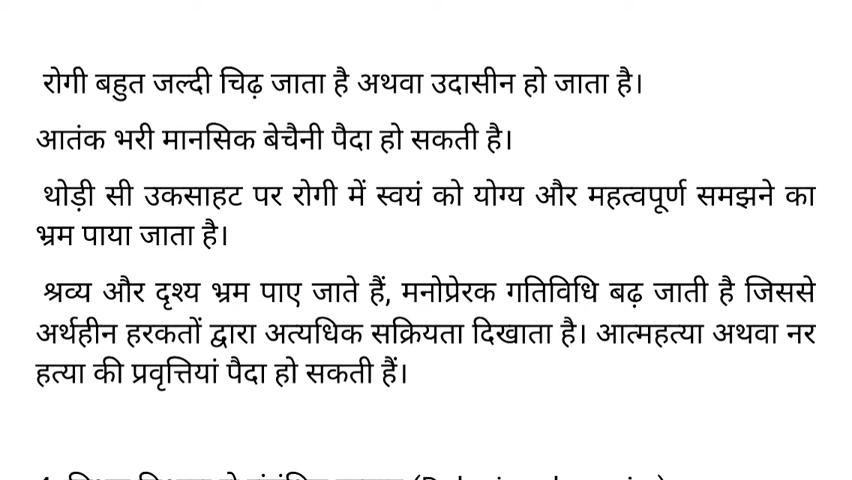 रोगी बहुत जल्दी चिढ़ जाता है अथवा उदासीन हो जाता है।
आतंक भरी मानसिक बेचैनी पैदा हो सकती है।
थोड़ी सी उकसाहट पर रोगी में स्वयं को योग्य और महत्वपूर्ण समझने का
भ्रम पाया जाता है।
श्रव्य और दृश्य भ्रम पाए जाते हैं, मनोप्रेरक गतिविधि बढ़ जाती है जिससे
अर्थहीन हरकतों द्वारा अत्यधिक सक्रियता दिखाता है। आत्महत्या अथवा नर
हत्या की प्रवृत्तियां पैदा हो सकती हैं।